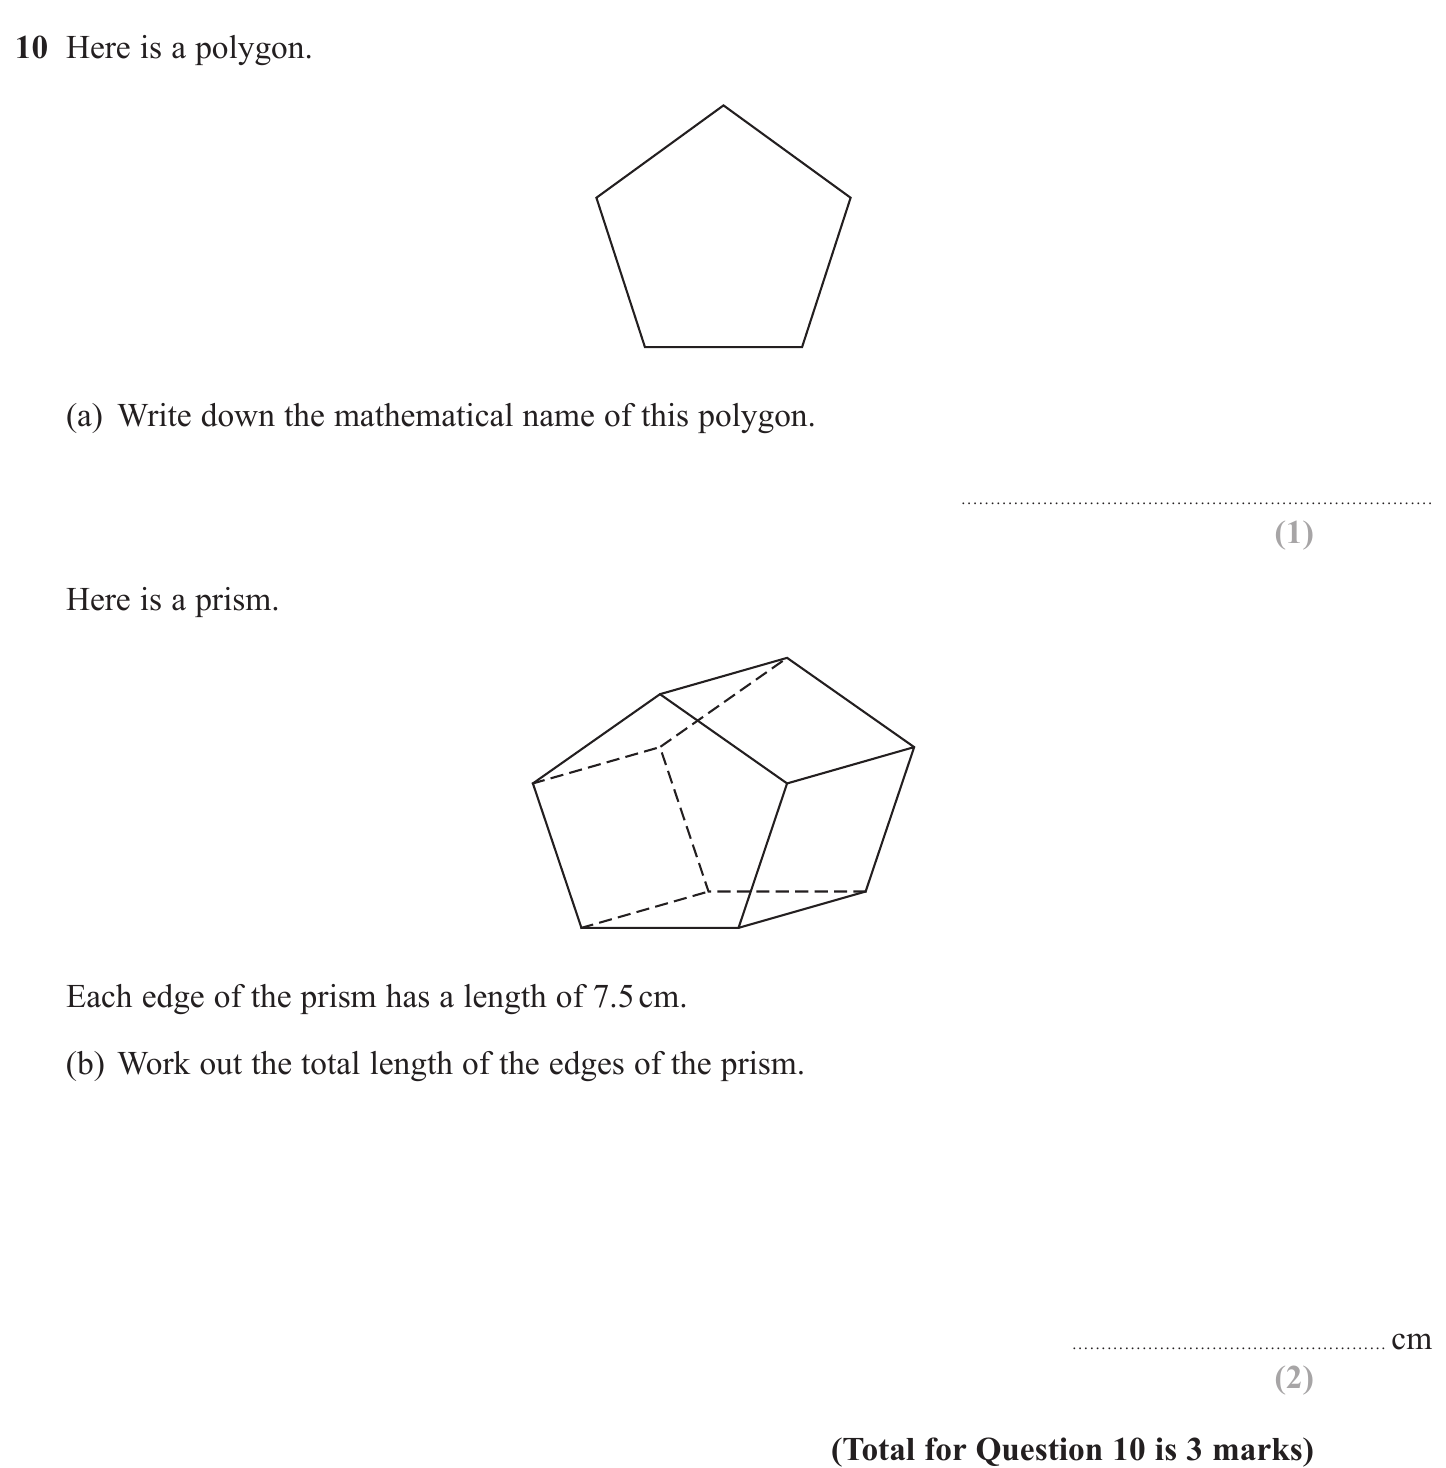 10 Here is a polygon.
(a) Write down the mathematical name of this polygon.
(1)
Here is a prism.
Each edge of the prism has a length of 7.5 cm.
(b) Work out the total length of the edges of the prism.
cm
(2)
(Total for Question 10 is 3 marks)